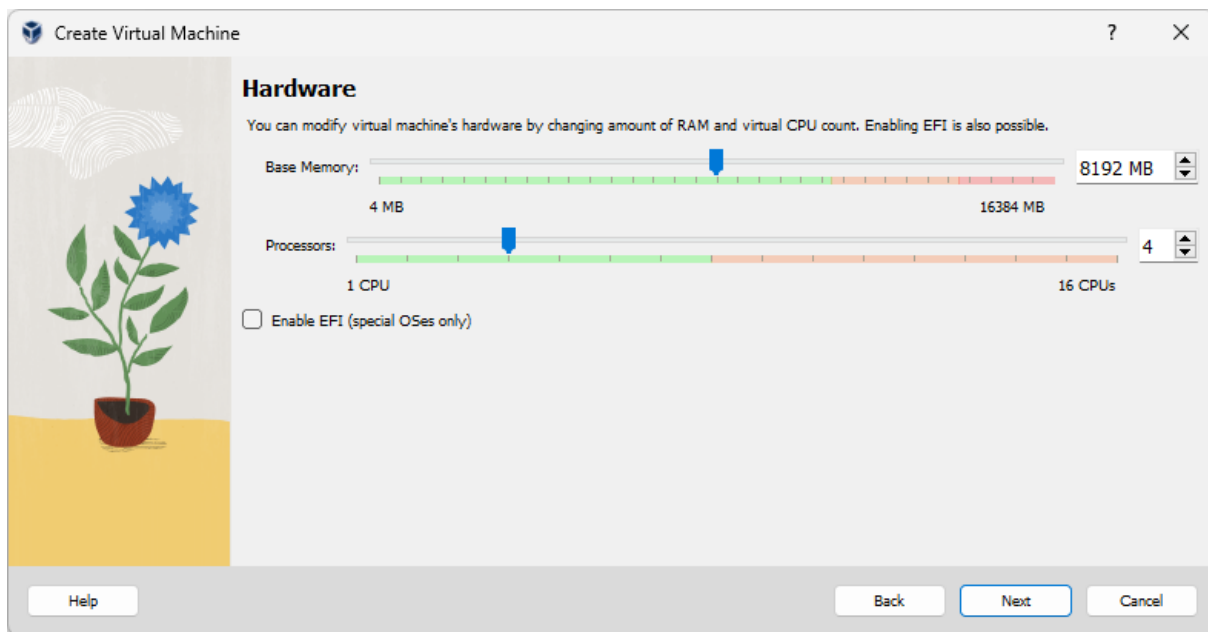 Create Virtual Machine ?
Hardware
You can modify virtual machine's hardware by changing amount of RAM and virtual CPU count. Enabling EFI is also possible.
Base Memory: 8192 MB
4 MB 16384 MB
Processors: 4
1 CPU 16 CPUs
Enable EFI (special OSes only)
Help Back Next Cancel